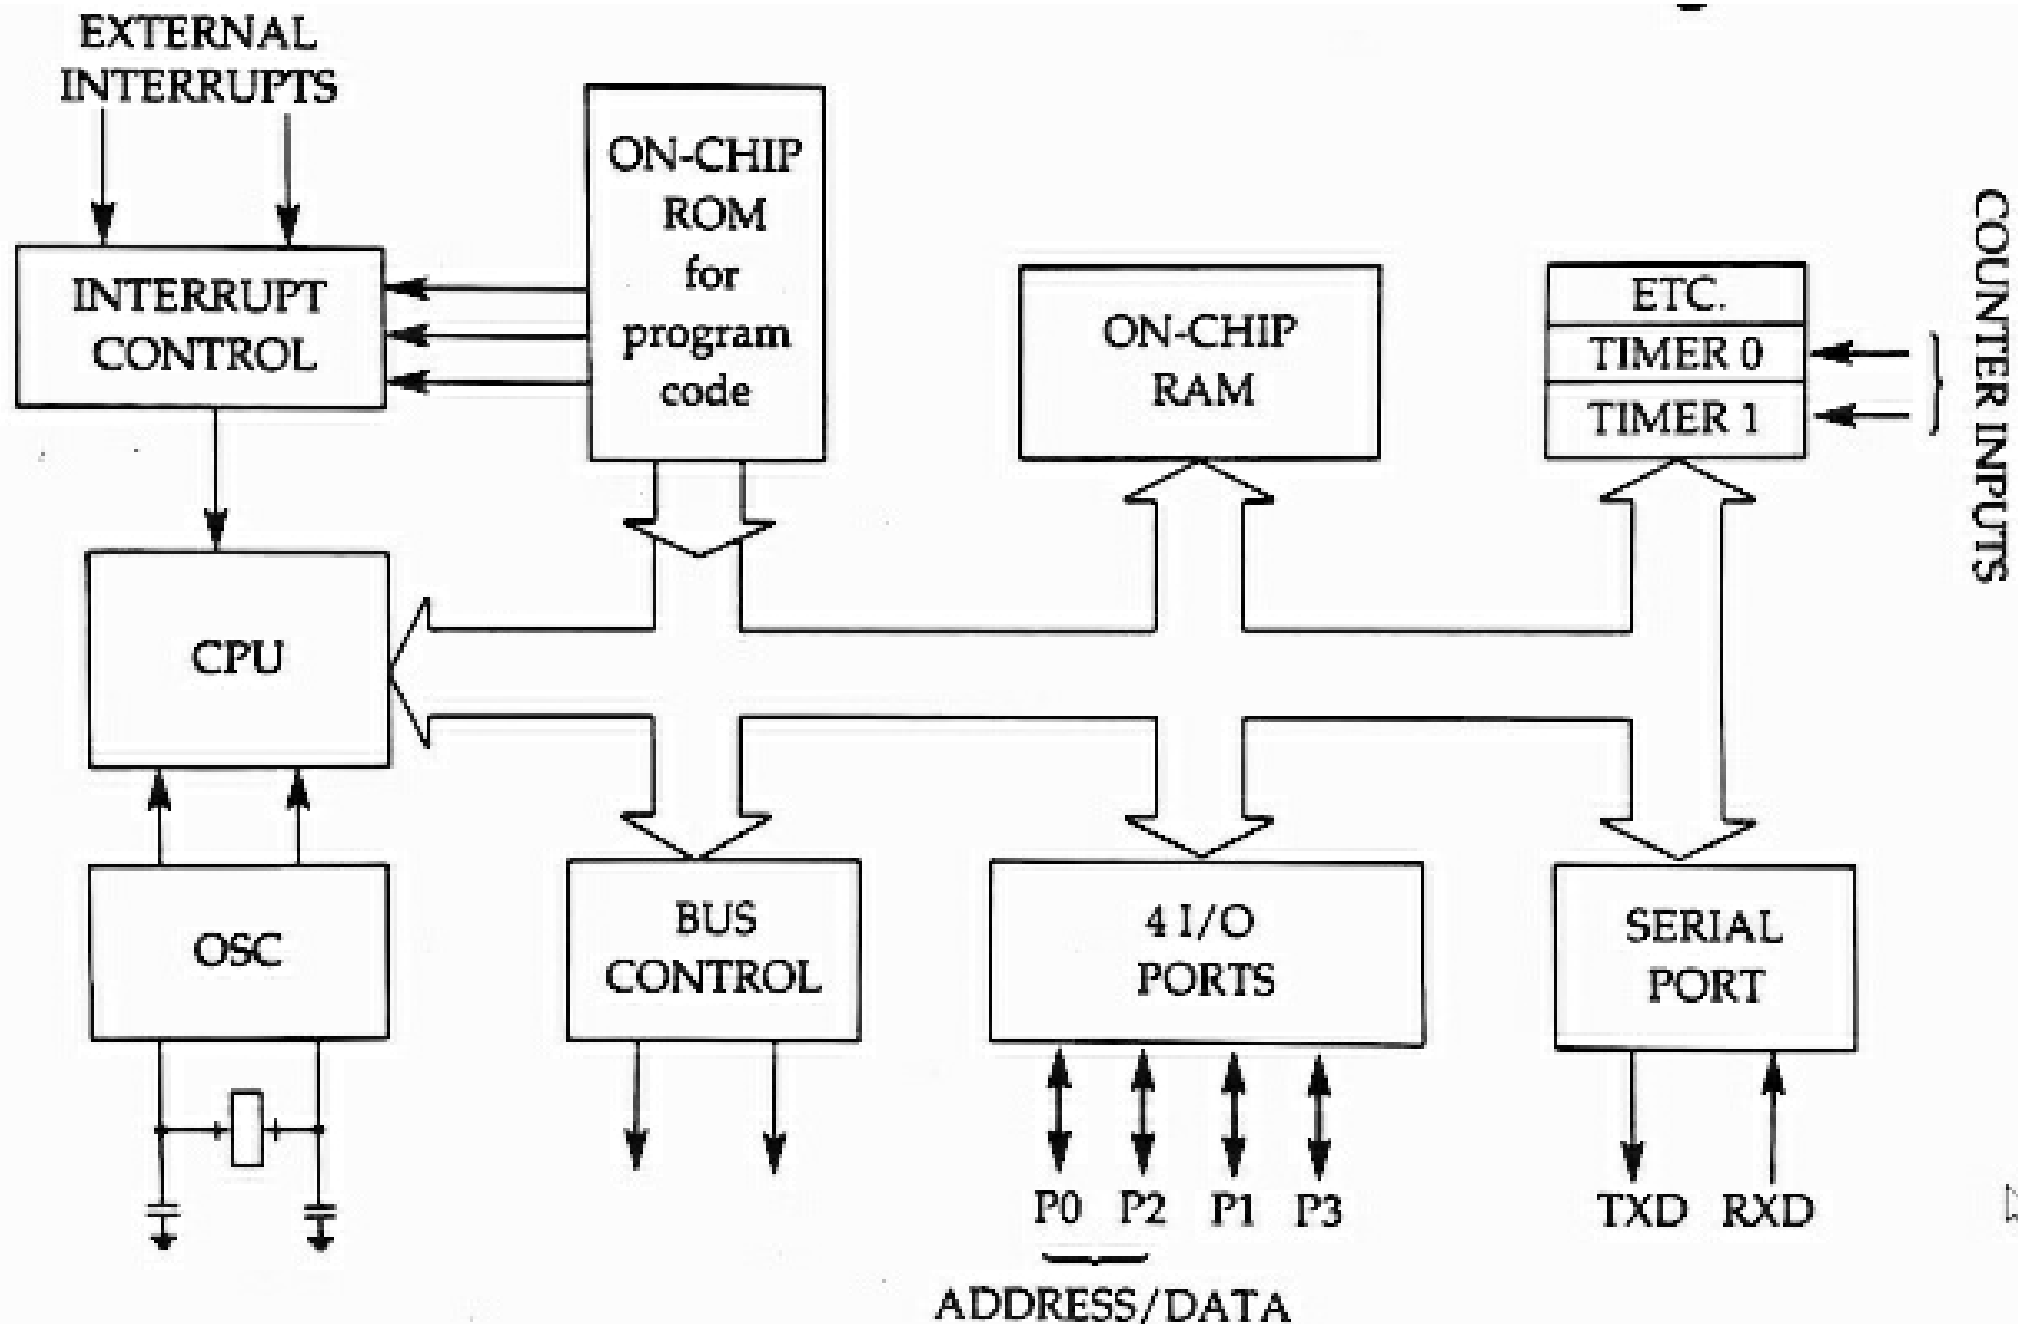 EXTERNAL
INTERRUPTS
ON-CHIP
ROM
for
program
code
INTERRUPT
CONTROL
ON-CHIP
RAM
ETC.
TIMER 0
TIMER 1
COUNTER INPUTS
CPU
OSC
BUS
CONTROL
4 I/O
PORTS
SERIAL
PORT
P0 P2 P1 P3
TXD RXD
ADDRESS/DATA